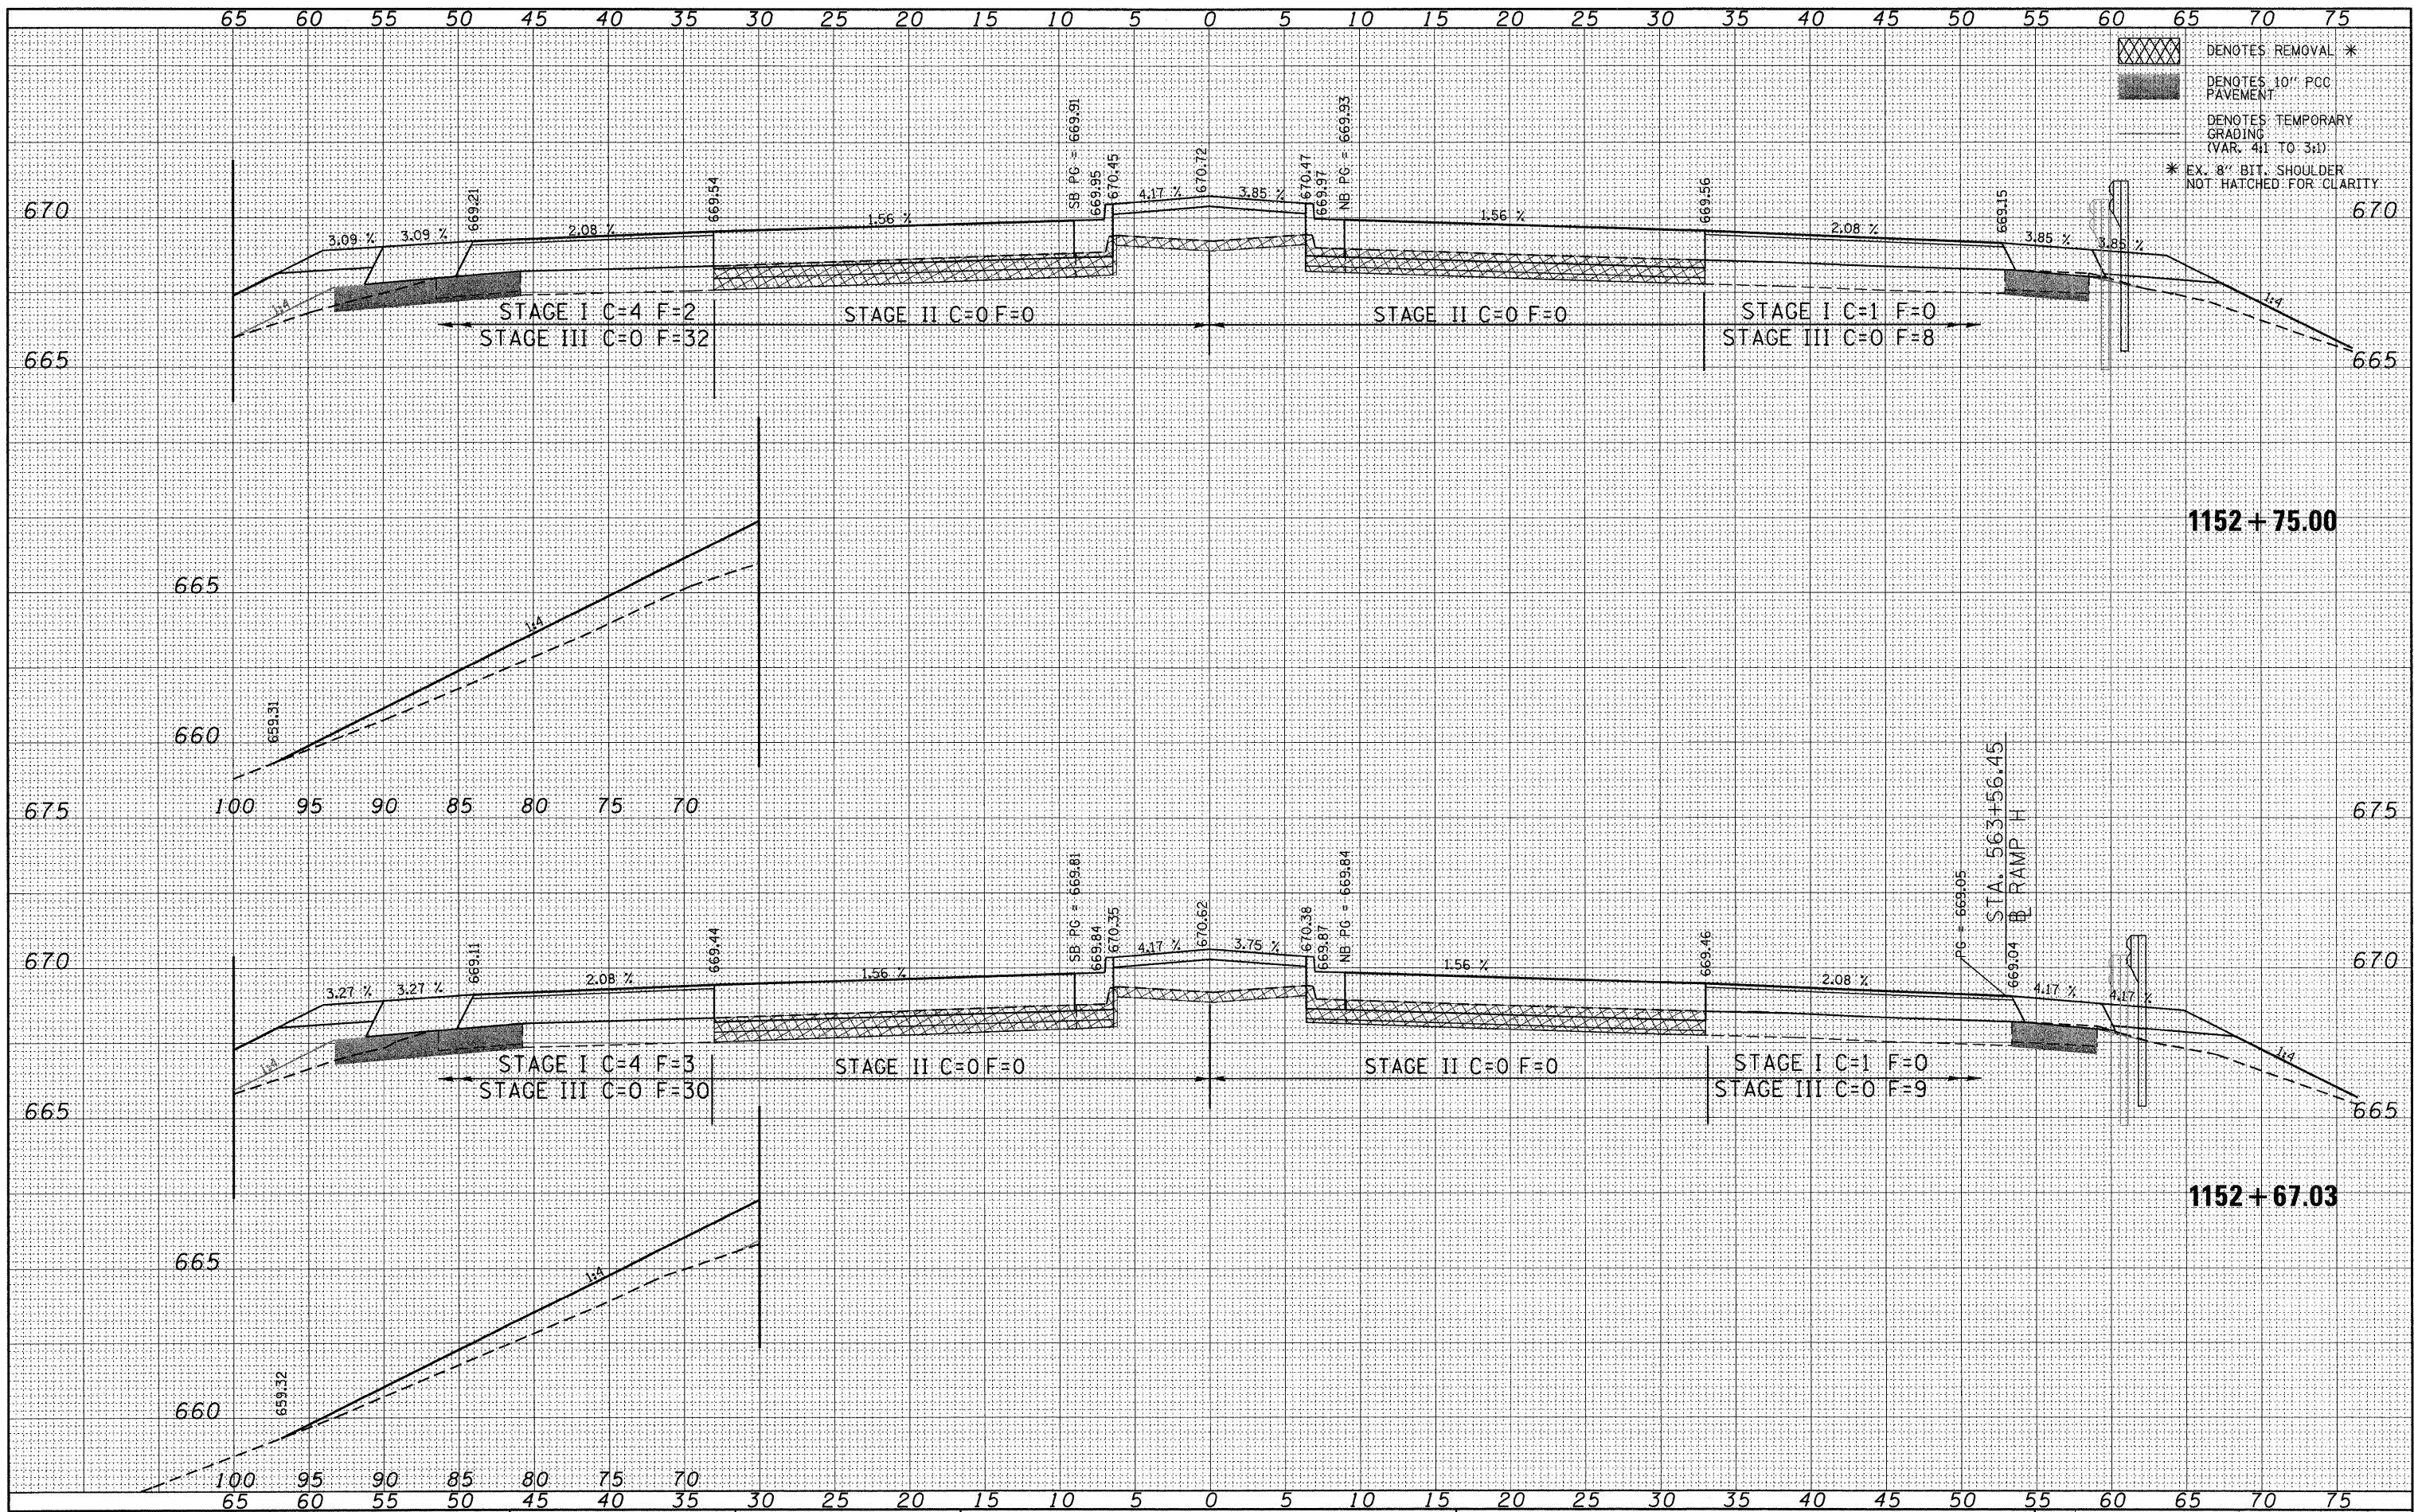 65 60 55 50 45 40 35 30 25 20 15 10 5 0 5 10 15 20 25 30 35 40 45 50 55 60 65 70 75
DENOTES REMOVAL *
DENOTES 10" PCC
PAVEMENT
DENOTES TEMPORARY
GRADING
(VAR. 4:1 TO 3:1)
* EX. 8" BIT. SHOULDER
NOT HATCHED FOR CLARITY
669.21
669.54
SB PG = 669.91
669.95
670.45
670.72
670.47
669.97
NB PG = 669.93
669.56
669.15
670 670
3.09 % 3.09 % 2.08 % 1.56 % 4.17 % 3.85 % 1.56 % 2.08 % 3.85 % 3.85 %
1:4 1:4
STAGE I C=4 F=2 STAGE II C=0 F=0 STAGE II C=0 F=0 STAGE I C=1 F=0
STAGE III C=0 F=32 STAGE III C=0 F=8
665 665
1152 + 75.00
665
1:4
659.31
660
100 95 90 85 80 75 70
675 675
STA. 563+56.45
B RAMP H
PG = 669.05
669.04
669.11
669.44
SB PG = 669.81
669.84
670.35
670.62
670.38
669.87
NB PG = 669.84
669.46
670 670
3.27 % 3.27 % 2.08 % 1.56 % 4.17 % 3.75 % 1.56 % 2.08 % 4.17 % 4.17 %
1:4 1:4
STAGE I C=4 F=3 STAGE II C=0 F=0 STAGE II C=0 F=0 STAGE I C=1 F=0
STAGE III C=0 F=30 STAGE III C=0 F=9
665 665
1152 + 67.03
665
1:4
659.32
660
100 95 90 85 80 75 70
65 60 55 50 45 40 35 30 25 20 15 10 5 0 5 10 15 20 25 30 35 40 45 50 55 60 65 70 75